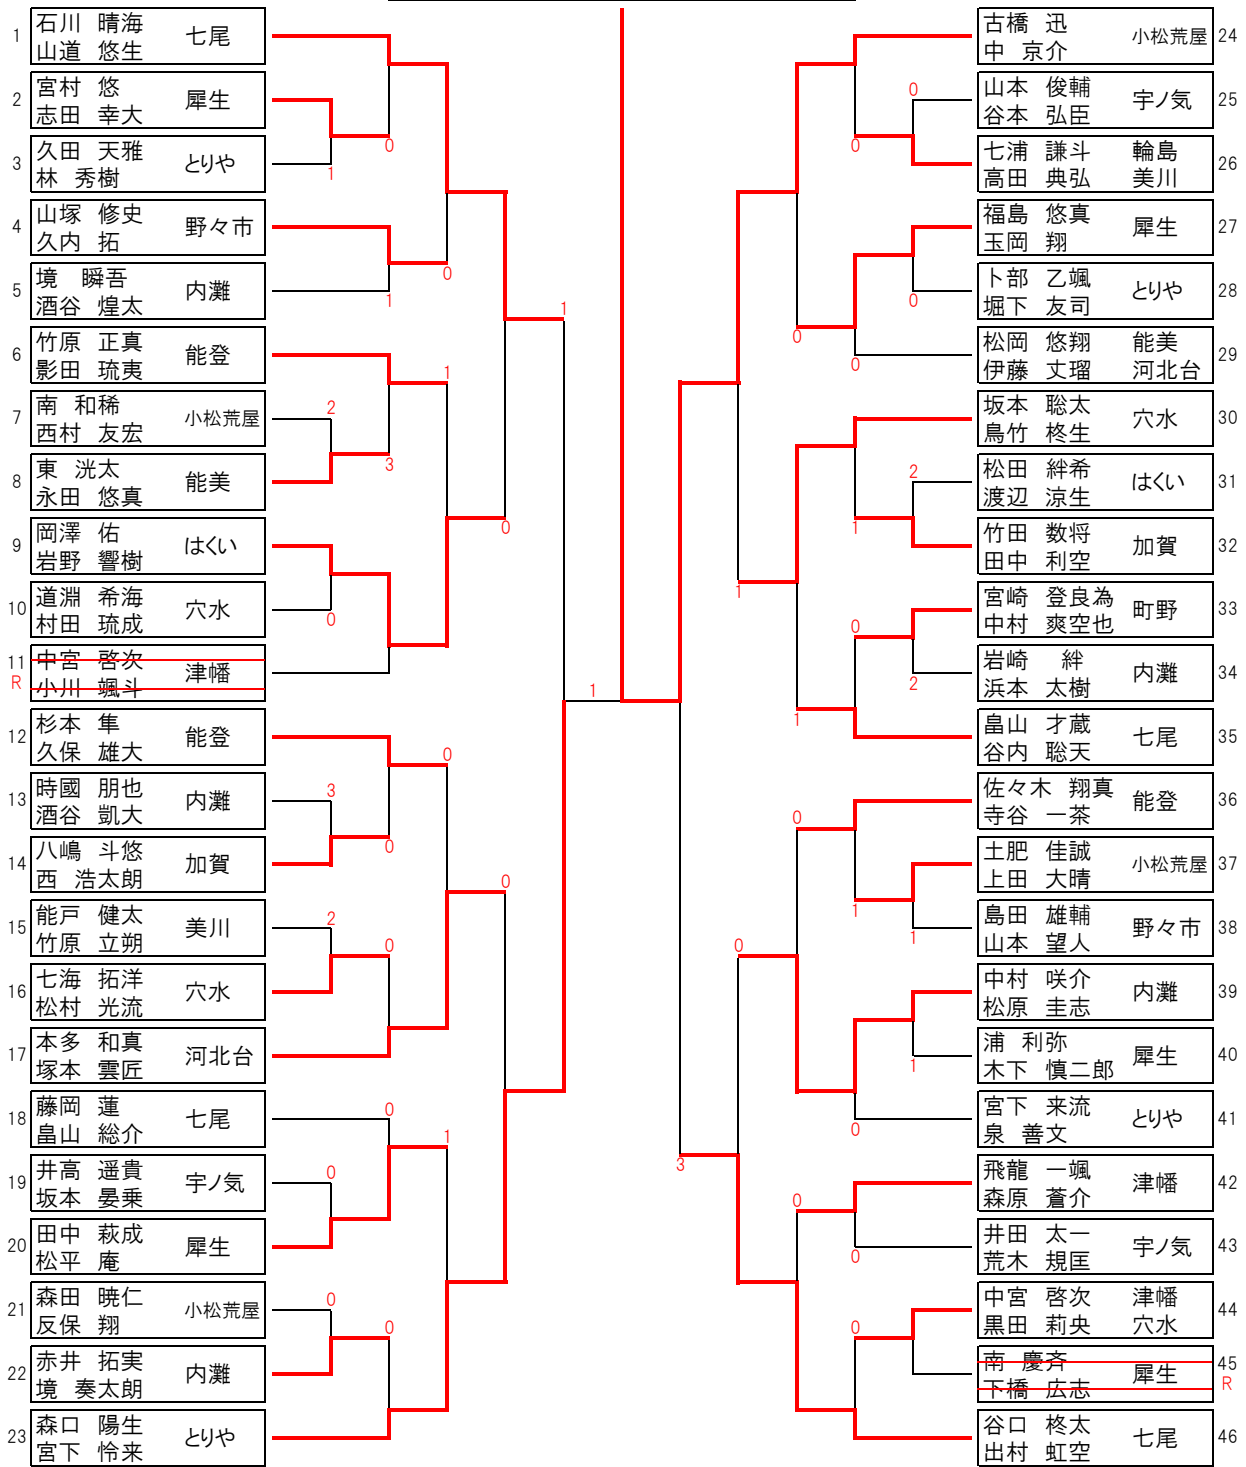 1 石川 晴海 七尾
山道 悠生
2 宮村 悠 犀生
志田 幸大
3 久田 天雅 とりや
林 秀樹
4 山塚 修史 野々市
久内 拓
5 境 瞬吾 内灘
酒谷 煌太
6 竹原 正真 能登
影田 琉夷
7 南 和稀 小松荒屋
西村 友宏
8 東 洸太 能美
永田 悠真
9 岡澤 佑 はくい
岩野 響樹
10 道淵 希海 穴水
村田 琉成
11 中宮 啓次 津幡
R 小川 颯斗
12 杉本 隼 能登
久保 雄大
13 時國 朋也 内灘
酒谷 凱大
14 八嶋 斗悠 加賀
西 浩太朗
15 能戸 健太 美川
竹原 立朔
16 七海 拓洋 穴水
松村 光流
17 本多 和真 河北台
塚本 雲匠
18 藤岡 蓮 七尾
畠山 総介
19 井高 遥貴 宇ノ気
坂本 晏乗
20 田中 萩成 犀生
松平 庵
21 森田 暁仁 小松荒屋
反保 翔
22 赤井 拓実 内灘
境 奏太朗
23 森口 陽生 とりや
宮下 怜来
0
1
0
1
1
2
3
1
0
0
1
3
0
0
2
0
0
0
0
1
0
0
1
3
0
0
0
0
0
2
1
1
0
2
1
0
1
1
0
1
0
0
0
0
古橋 迅 小松荒屋 24
中 京介
山本 俊輔 宇ノ気 25
谷本 弘臣
七浦 謙斗 輪島 26
高田 典弘 美川
福島 悠真 犀生 27
玉岡 翔
卜部 乙颯 とりや 28
堀下 友司
松岡 悠翔 能美 29
伊藤 丈瑠 河北台
坂本 聡太 穴水 30
鳥竹 柊生
松田 絆希 はくい 31
渡辺 涼生
竹田 数将 加賀 32
田中 利空
宮崎 登良為 町野 33
中村 爽空也
岩崎 絆 内灘 34
浜本 太樹
畠山 才蔵 七尾 35
谷内 聡天
佐々木 翔真 能登 36
寺谷 一茶
土肥 佳誠 小松荒屋 37
上田 大晴
島田 雄輔 野々市 38
山本 望人
中村 咲介 内灘 39
松原 圭志
浦 利弥 犀生 40
木下 慎二郎
宮下 来流 とりや 41
泉 善文
飛龍 一颯 津幡 42
森原 蒼介
井田 太一 宇ノ気 43
荒木 規匡
中宮 啓次 津幡 44
黒田 莉央 穴水
南 慶斉 犀生 45
下橋 広志 R
谷口 柊太 七尾 46
出村 虹空